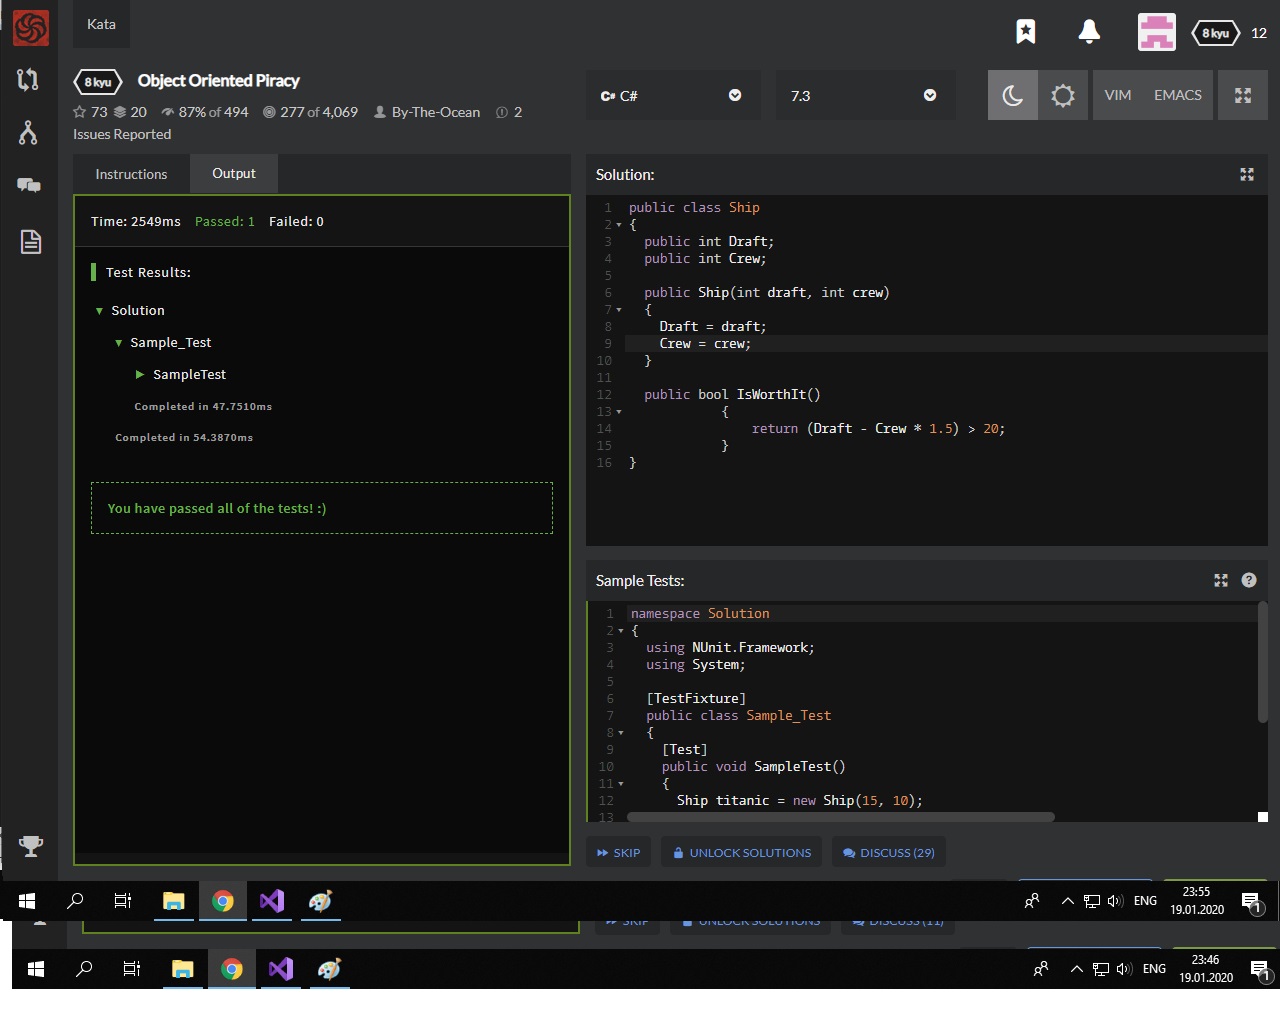 Kata
8 kyu 12
8 kyu Object Oriented Piracy
73 20 87% of 494 277 of 4,069 By-The-Ocean 2
Issues Reported
C# C#
7.3
VIM EMACS
Instructions Output
Time: 2549ms Passed: 1 Failed: 0
Test Results:
Solution
Sample_Test
SampleTest
Completed in 47.7510ms
Completed in 54.3870ms
You have passed all of the tests! :)
Solution:
1 public class Ship
2 {
3 public int Draft;
4 public int Crew;
5
6 public Ship(int draft, int crew)
7 {
8 Draft = draft;
9 Crew = crew;
10 }
11
12 public bool IsWorthIt()
13 {
14 return (Draft - Crew * 1.5) > 20;
15 }
16 }
Sample Tests:
1 namespace Solution
2 {
3 using NUnit.Framework;
4 using System;
5
6 [TestFixture]
7 public class Sample_Test
8 {
9 [Test]
10 public void SampleTest()
11 {
12 Ship titanic = new Ship(15, 10);
13
SKIP UNLOCK SOLUTIONS DISCUSS (29)
ENG 23:55
19.01.2020 1
SKIP UNLOCK SOLUTIONS DISCUSS (11)
ENG 23:46
19.01.2020 1